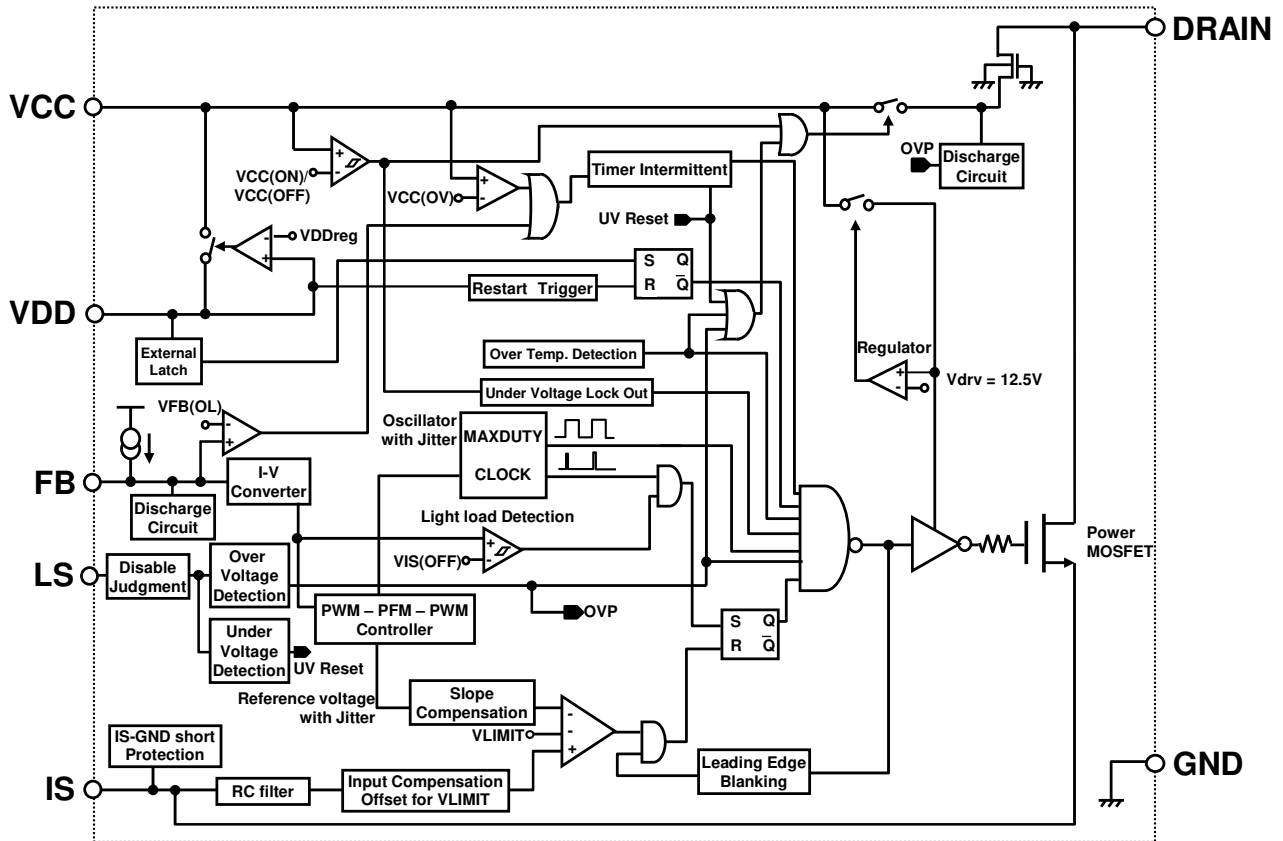 DRAIN
VCC
OVP
Discharge
Circuit
VCC(ON)/
VCC(OFF)
+
-
VCC(OV)
+
-
Timer Intermittent
UV Reset
VDDreg
-
+
S Q
R Q̅
Restart Trigger
VDD
External
Latch
Over Temp. Detection
Regulator
+
-
Vdrv = 12.5V
Under Voltage Lock Out
VFB(OL)
-
+
Oscillator
with Jitter
MAXDUTY
CLOCK
FB
I-V
Converter
Discharge
Circuit
Light load Detection
VIS(OFF)
+
-
Power
MOSFET
LS
Disable
Judgment
Over
Voltage
Detection
PWM – PFM – PWM
Controller
OVP
S Q
R Q̅
Under
Voltage
Detection
UV Reset
Reference voltage
with Jitter
Slope
Compensation
VLIMIT
-
-
+
IS-GND short
Protection
Leading Edge
Blanking
GND
IS
RC filter
Input Compensation
Offset for VLIMIT